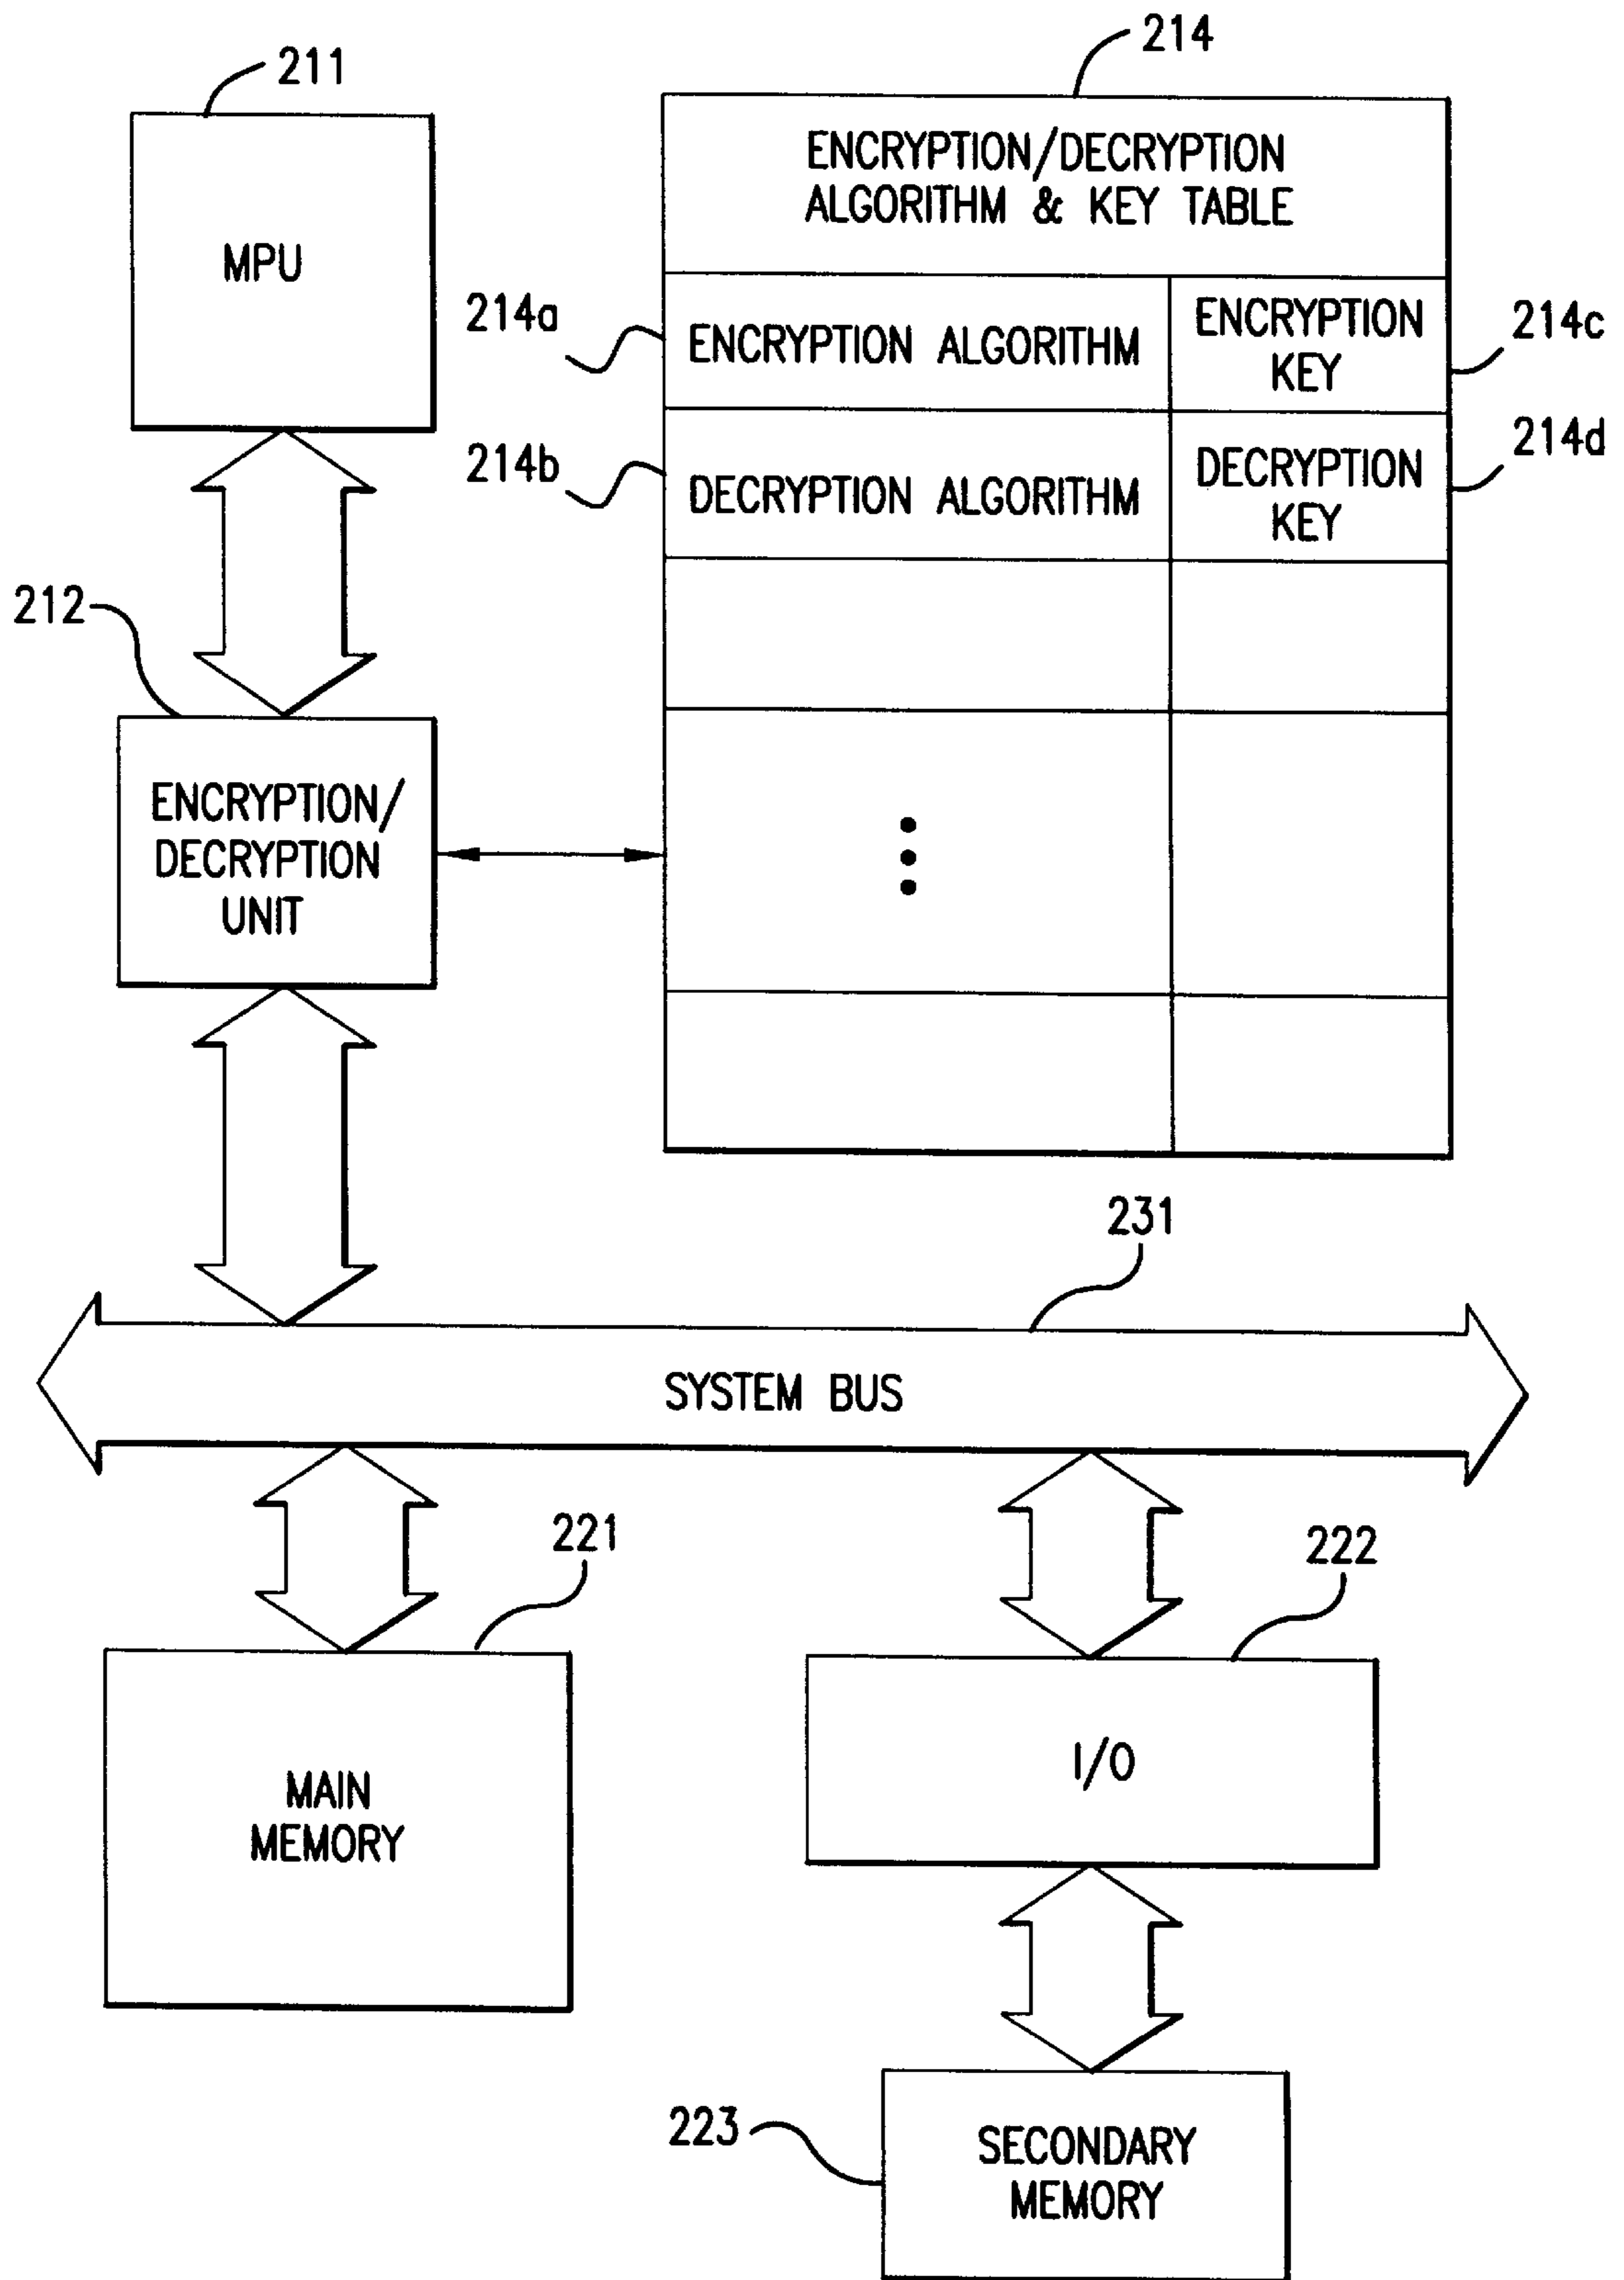 214
211
ENCRYPTION/DECRYPTION
ALGORITHM & KEY TABLE
MPU
214a
ENCRYPTION ALGORITHM
ENCRYPTION
KEY
214c
214b
DECRYPTION ALGORITHM
DECRYPTION
KEY
214d
212
ENCRYPTION/
DECRYPTION
UNIT
231
SYSTEM BUS
221
222
MAIN
MEMORY
I/O
223
SECONDARY
MEMORY